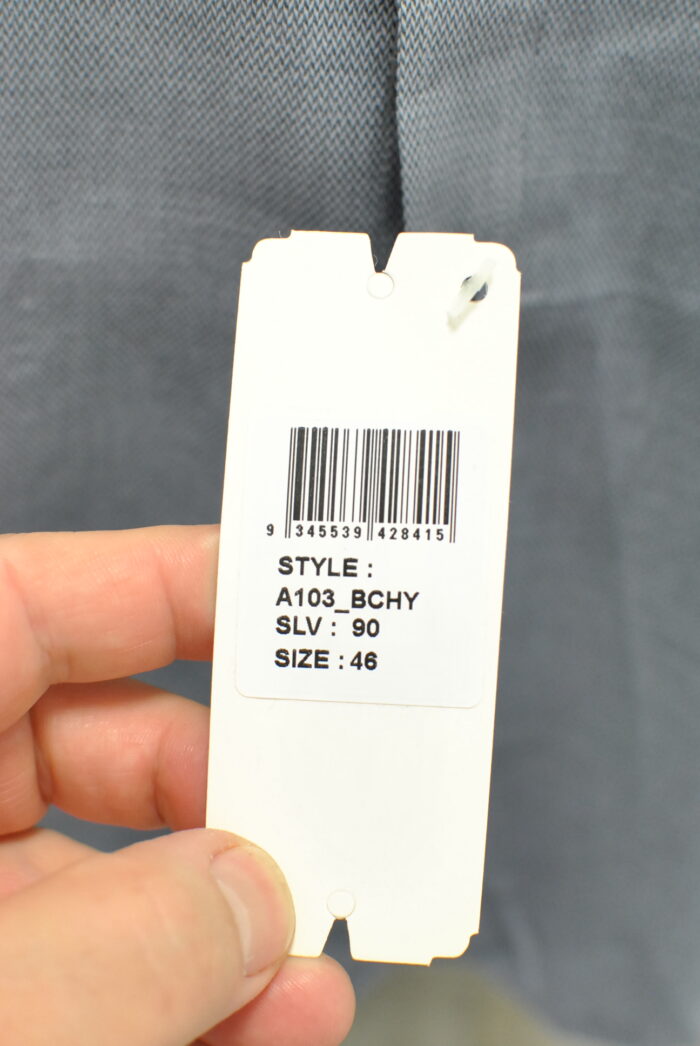 9 345539 428415
STYLE :
A103_BCHY
SLV : 90
SIZE : 46